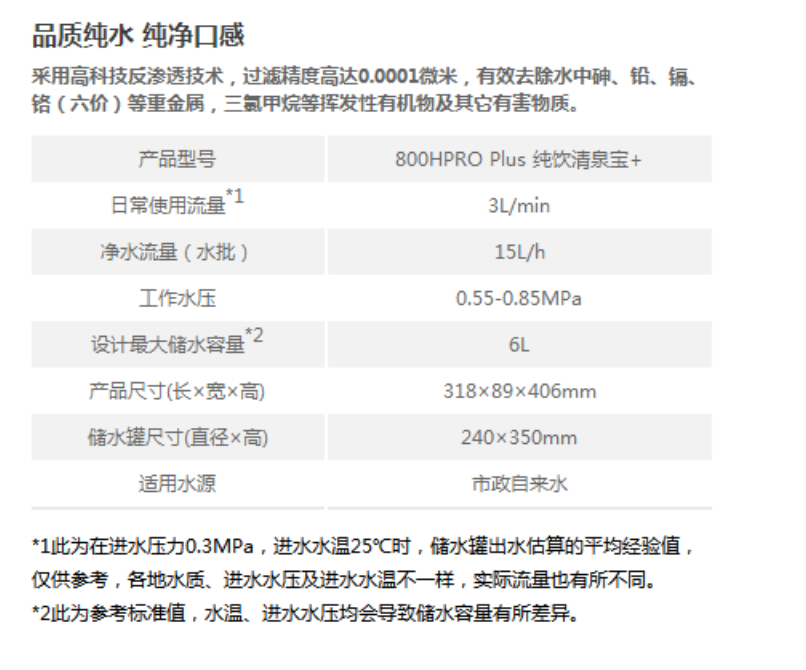 品质纯水 纯净口感
采用高科技反渗透技术，过滤精度高达0.0001微米，有效去除水中砷、铅、镉、
铬（六价）等重金属，三氯甲烷等挥发性有机物及其它有害物质。
产品型号 800HPRO Plus 纯饮清泉宝+
日常使用流量*1 3L/min
净水流量（水批） 15L/h
工作水压 0.55-0.85MPa
设计最大储水容量*2 6L
产品尺寸(长×宽×高) 318×89×406mm
储水罐尺寸(直径×高) 240×350mm
适用水源 市政自来水
*1此为在进水压力0.3MPa，进水水温25℃时，储水罐出水估算的平均经验值，
仅供参考，各地水质、进水水压及进水水温不一样，实际流量也有所不同。
*2此为参考标准值，水温、进水水压均会导致储水容量有所差异。